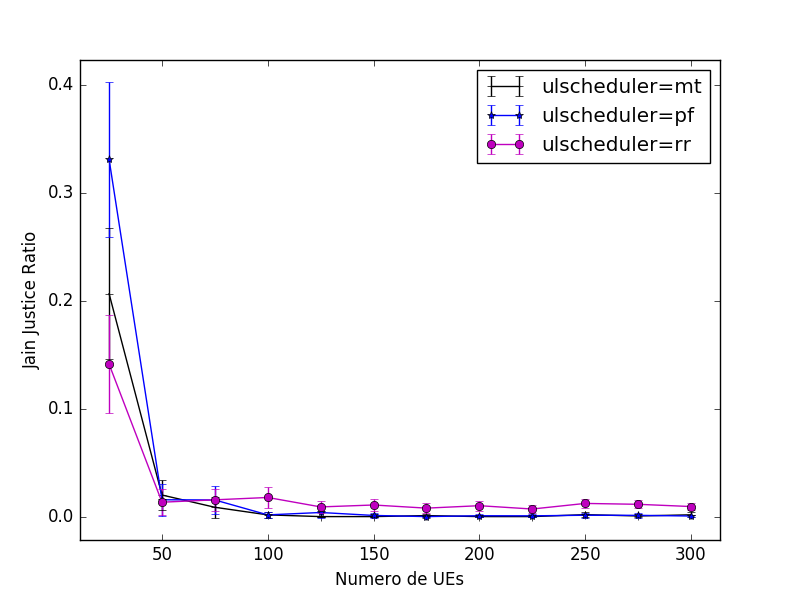 ulscheduler=mt
ulscheduler=pf
ulscheduler=rr
0.4
0.3
0.2
0.1
0.0
Jain Justice Ratio
50 100 150 200 250 300
Numero de UEs